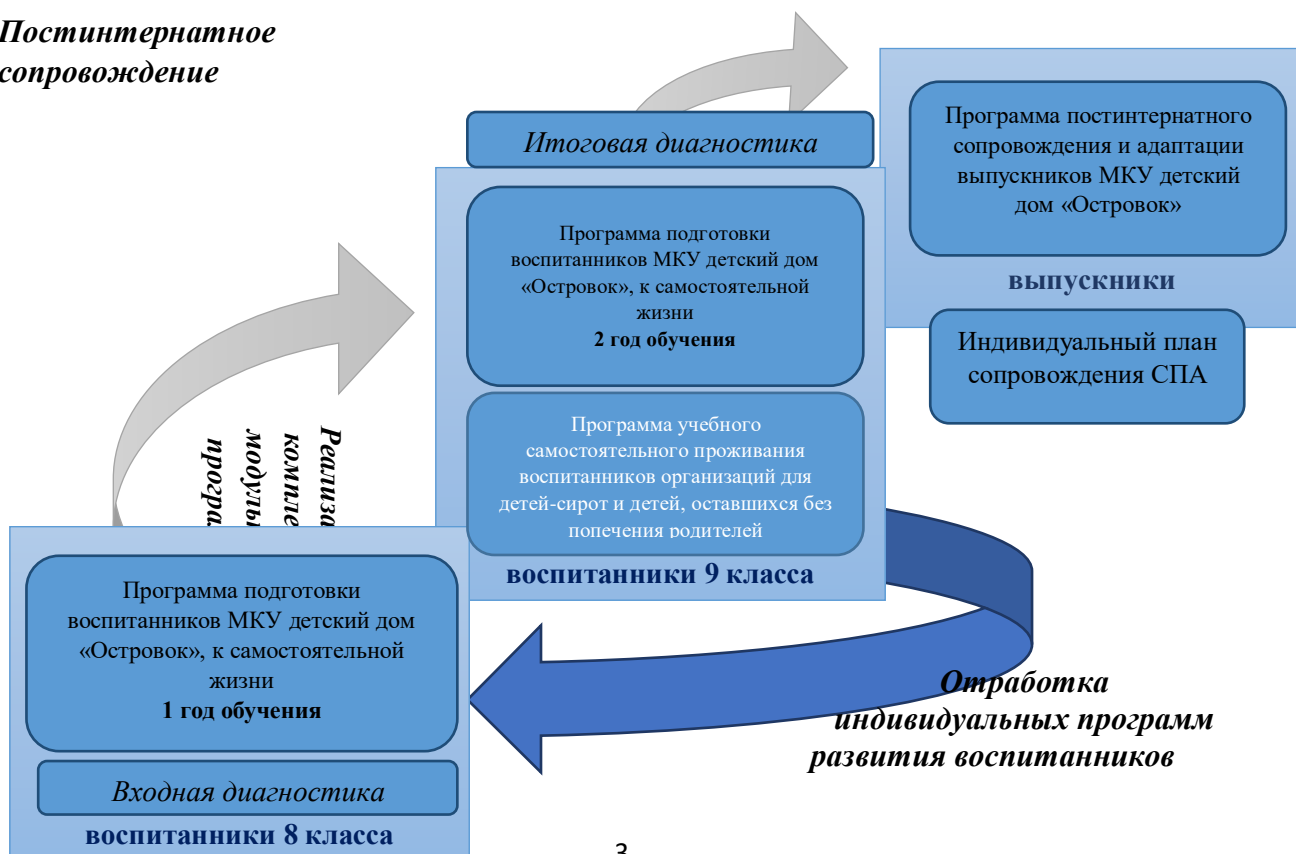 Постинтернатное
сопровождение
Итоговая диагностика
Программа подготовки
воспитанников МКУ детский дом
«Островок», к самостоятельной
жизни
2 год обучения
Программа учебного
самостоятельного проживания
воспитанников организаций для
детей-сирот и детей, оставшихся без
попечения родителей
воспитанники 9 класса
Программа постинтернатного
сопровождения и адаптации
выпускников МКУ детский
дом «Островок»
выпускники
Индивидуальный план
сопровождения СПА
Программа подготовки
воспитанников МКУ детский дом
«Островок», к самостоятельной
жизни
1 год обучения
Входная диагностика
воспитанники 8 класса
Отработка
индивидуальных программ
развития воспитанников
3